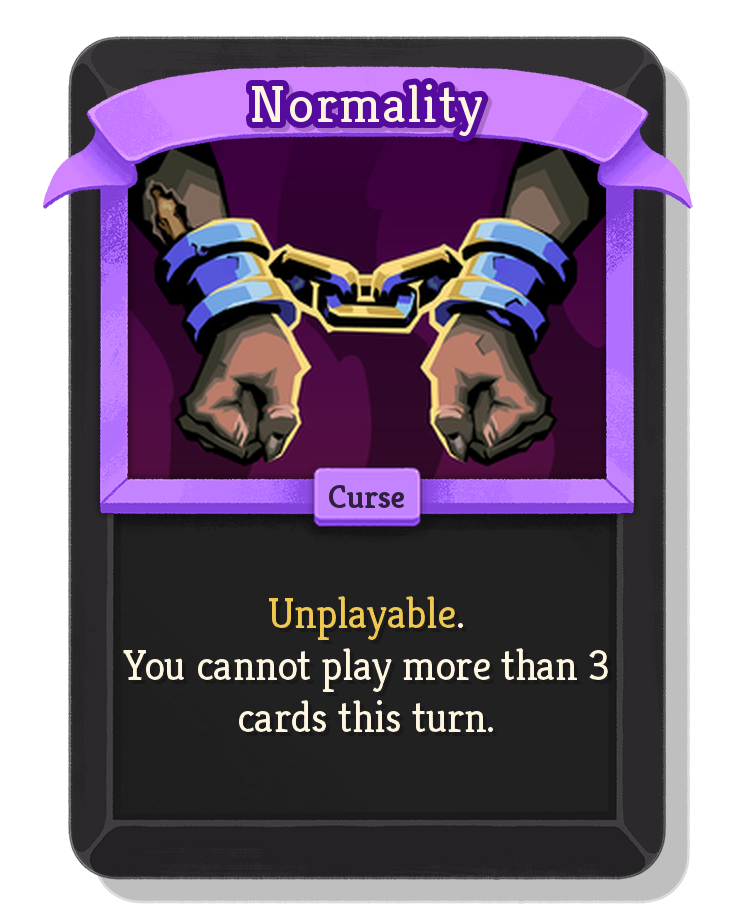 Normality
Curse
Unplayable.
You cannot play more than 3
cards this turn.